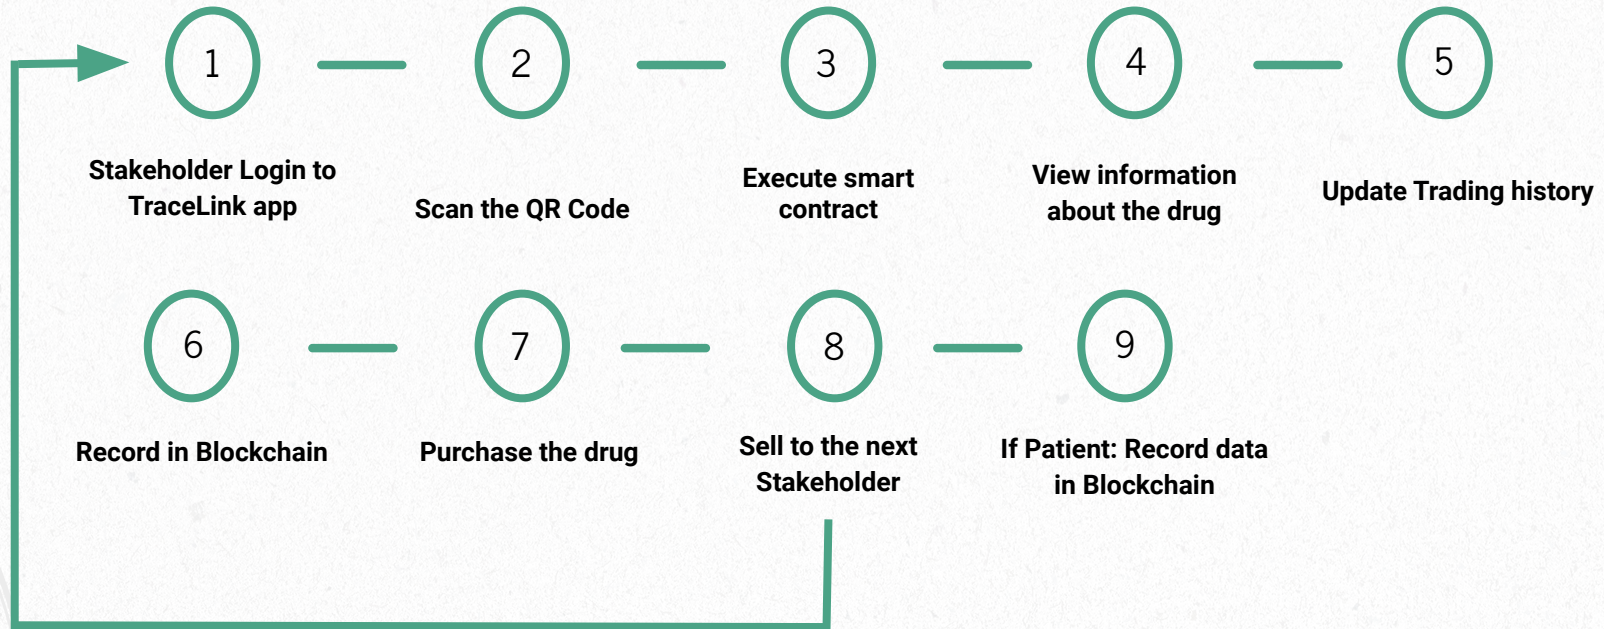 1
2
3
4
5
Stakeholder Login to
TraceLink app
Scan the QR Code
Execute smart
contract
View information
about the drug
Update Trading history
6
7
8
9
Record in Blockchain
Purchase the drug
Sell to the next
Stakeholder
If Patient: Record data
in Blockchain